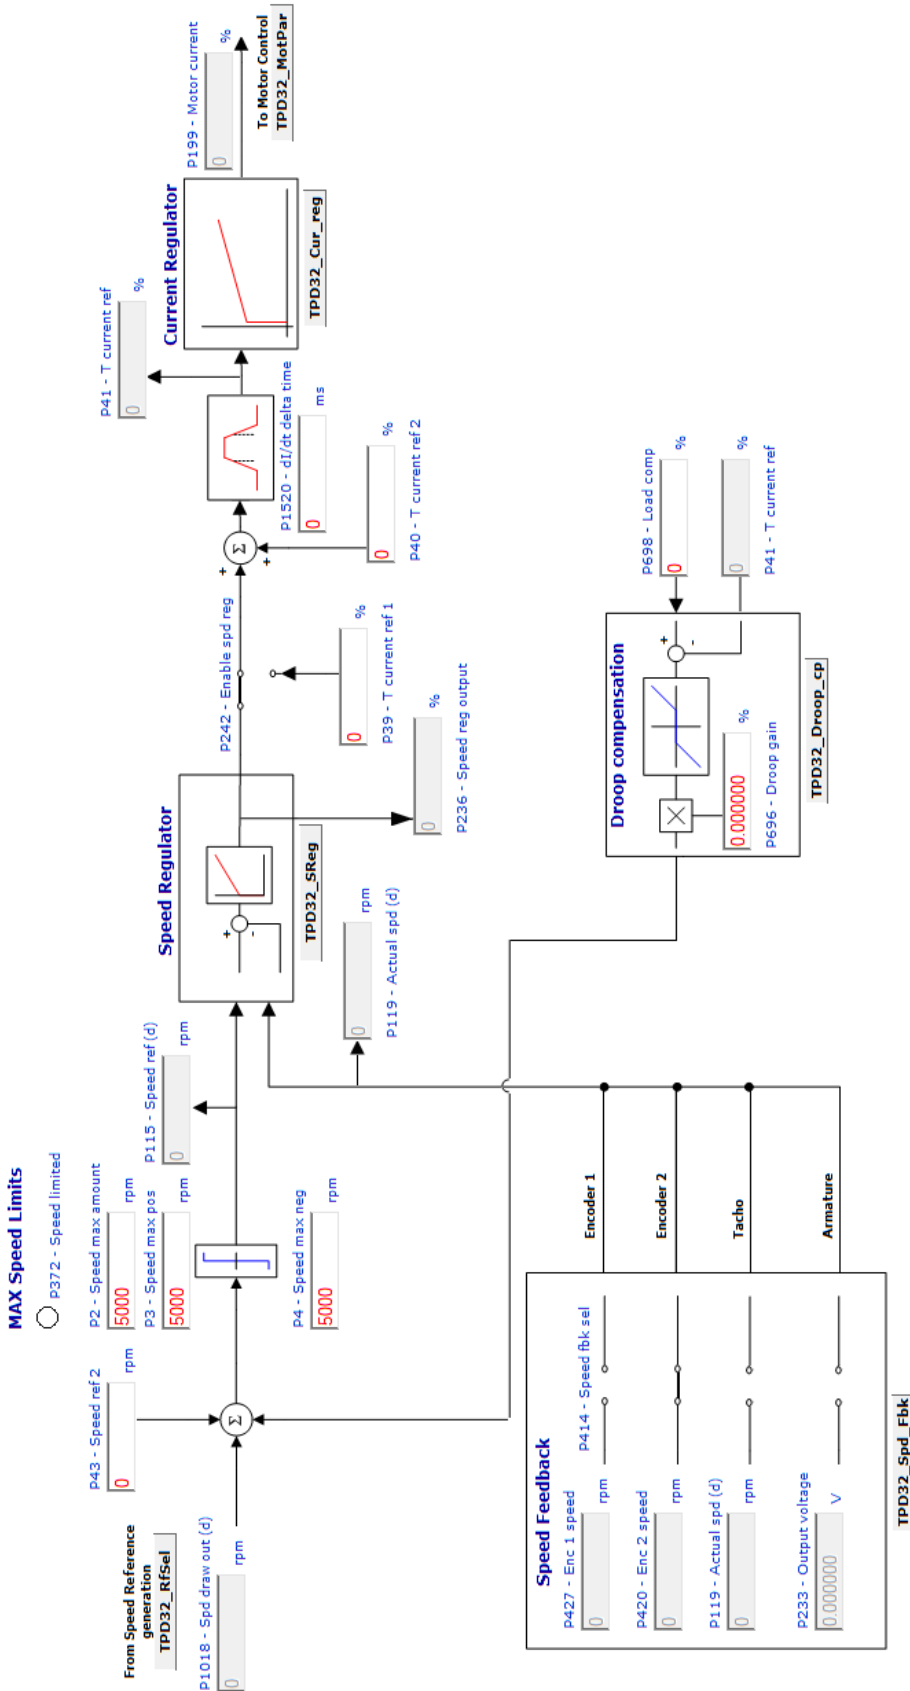 MAX Speed Limits
P372 - Speed limited
From Speed Reference
generation
TPD32_RfSel
P1018 - Spd draw out (d)
0
rpm
P43 - Speed ref 2
0
rpm
Σ
P2 - Speed max amount
5000
rpm
P3 - Speed max pos
5000
rpm
P4 - Speed max neg
5000
rpm
P115 - Speed ref (d)
0
rpm
Speed Regulator
+
-
TPD32_SReg
P119 - Actual spd (d)
0
rpm
P236 - Speed reg output
0
%
P242 - Enable spd reg
P39 - T current ref 1
0
%
+
Σ
+
P40 - T current ref 2
0
%
P1520 - dI/dt delta time
0
ms
P41 - T current ref
0
%
Current Regulator
TPD32_Cur_reg
P199 - Motor current
0
%
To Motor Control
TPD32_MotPar
Speed Feedback
P427 - Enc 1 speed
0
rpm
P414 - Speed fbk sel
Encoder 1
P420 - Enc 2 speed
0
rpm
Encoder 2
P119 - Actual spd (d)
0
rpm
Tacho
P233 - Output voltage
0.000000
V
Armature
TPD32_Spd_Fbk
Droop compensation
+
-
0.000000
%
P696 - Droop gain
TPD32_Droop_cp
P698 - Load comp
0
%
0
%
P41 - T current ref